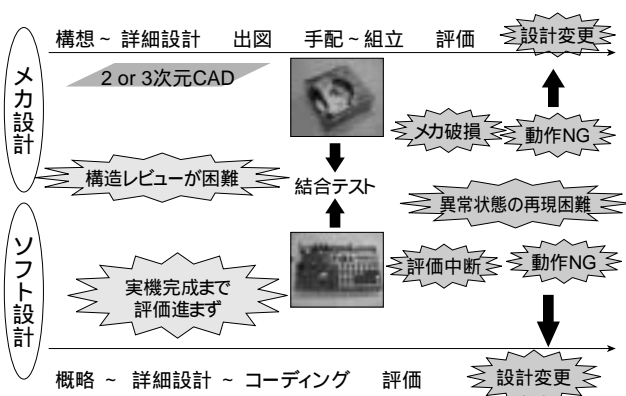 構想 ~ 詳細設計 出図 手配 ~ 組立 評価 設計変更
メカ設計
2 or 3次元CAD
メカ破損 動作NG
構造レビューが困難
結合テスト
異常状態の再現困難
ソフト設計
実機完成まで
評価進まず
評価中断 動作NG
概略 ~ 詳細設計 ~ コーディング 評価 設計変更